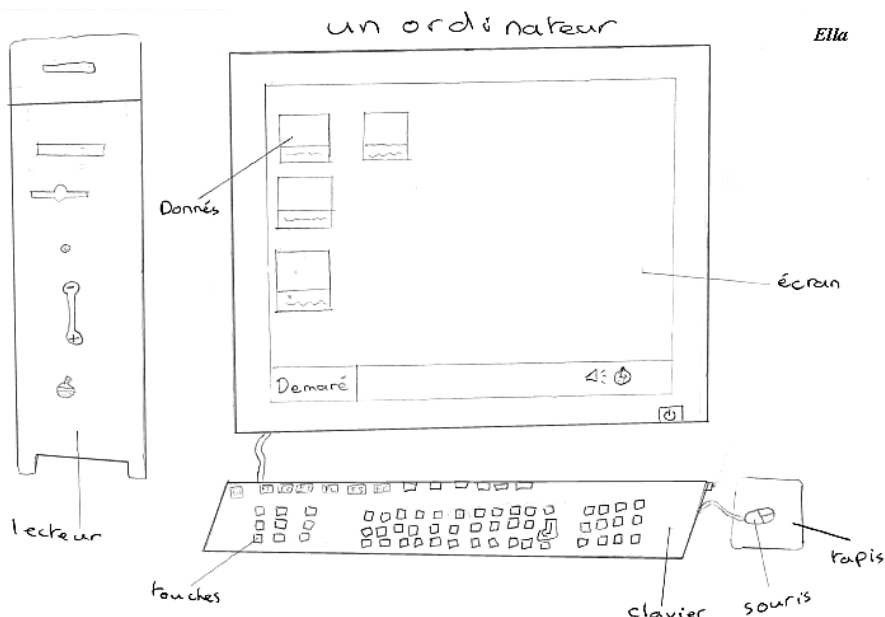 un ordinateur
Ella
Donnés
écran
Demaré
lecteur
touches
clavier
souris
tapis